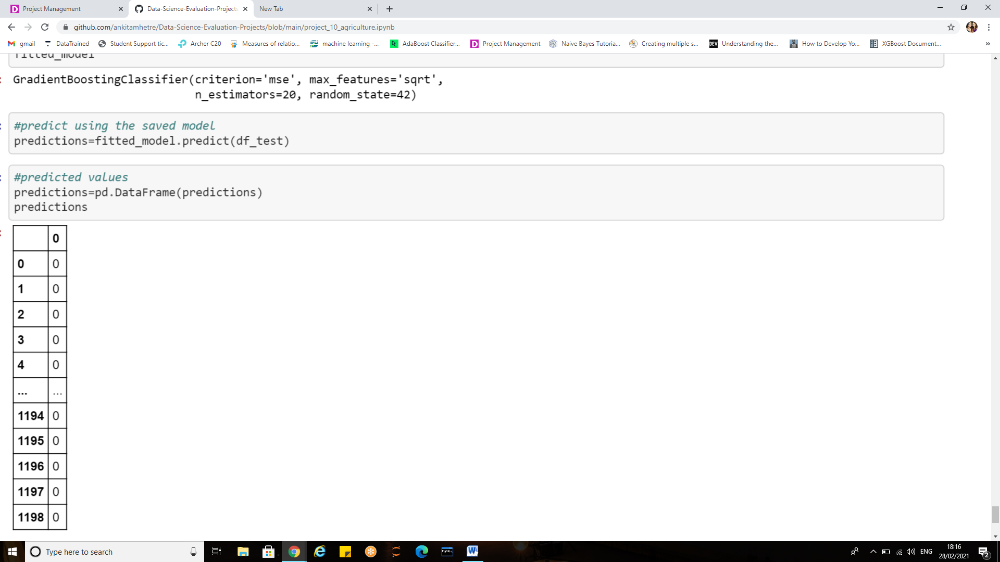 Project Management
Data-Science-Evaluation-Projects
New Tab
github.com/ankitamhetre/Data-Science-Evaluation-Projects/blob/main/project_10_agriculture.ipynb
gmail
DataTrained
Student Support tic...
Archer C20
Measures of relatio...
machine learning -...
AdaBoost Classifier...
Project Management
Naive Bayes Tutoria...
Creating multiple s...
DEV
Understanding the...
How to Develop Yo...
XGBoost Document...
»
fitted_model
GradientBoostingClassifier(criterion='mse', max_features='sqrt',
n_estimators=20, random_state=42)
#predict using the saved model
predictions=fitted_model.predict(df_test)
#predicted values
predictions=pd.DataFrame(predictions)
predictions
0
0 0
1 0
2 0
3 0
4 0
... ...
1194 0
1195 0
1196 0
1197 0
1198 0
Type here to search
ENG
18:16
28/02/2021
2